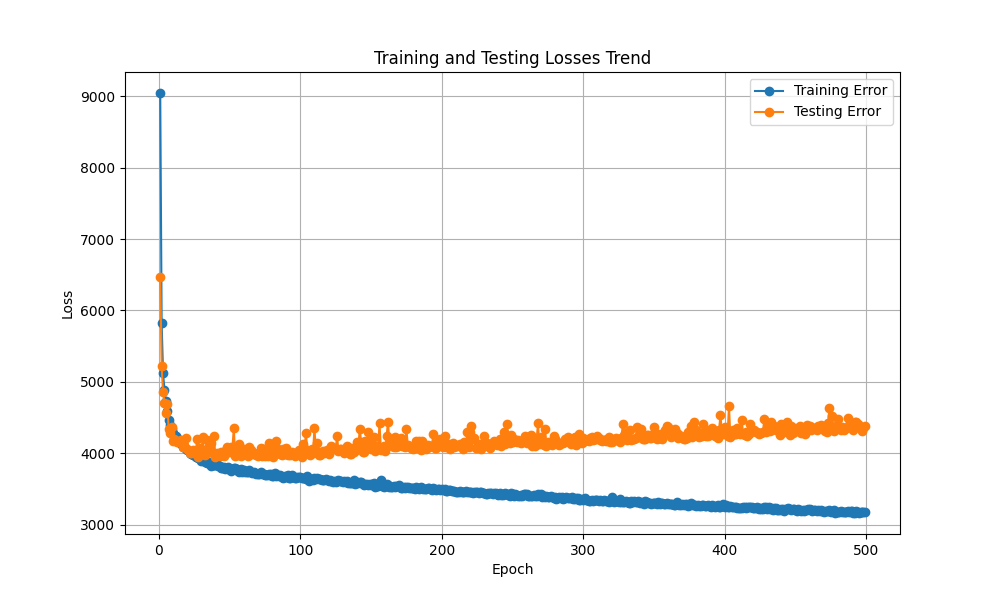 Training and Testing Losses Trend
Training Error
Testing Error
9000
8000
7000
6000
5000
4000
3000
Loss
0
100
200
300
400
500
Epoch